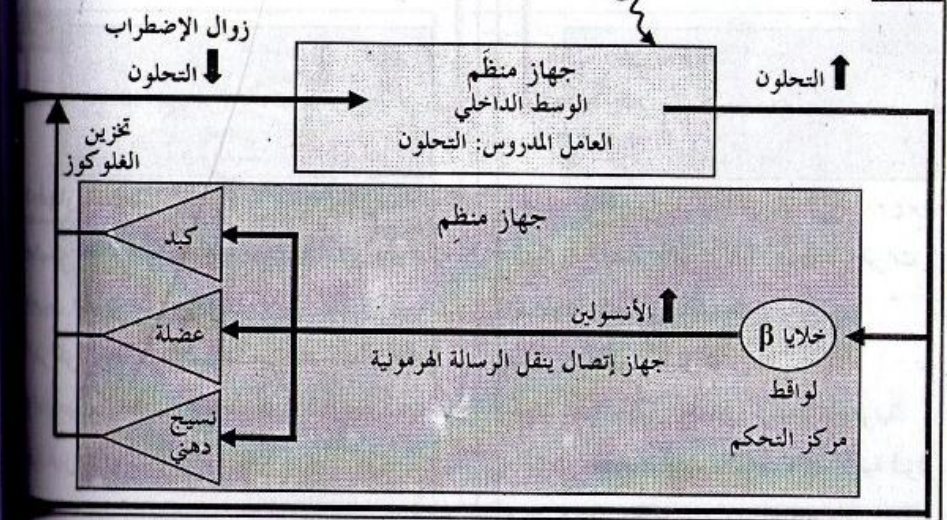 زوال الإضطراب
التحلون
جهاز منظَم
الوسط الداخلي
العامل المدروس: التحلون
التحلون
تخزين
الغلوكوز
جهاز منظِم
كبد
عضلة
نسيج
دهني
الأنسولين
جهاز إتصال ينقل الرسالة الهرمونية
خلايا β
لواقط
مركز التحكم